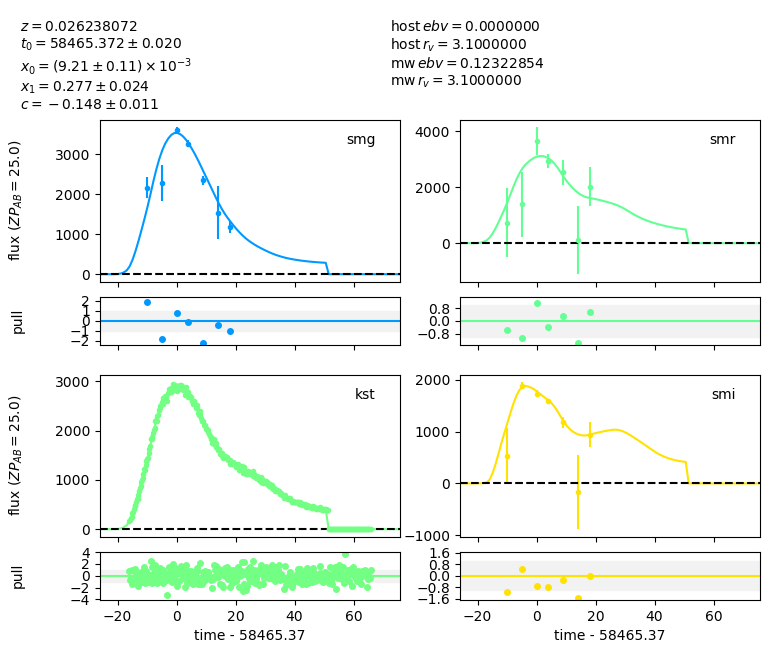 z = 0.026238072
t₀ = 58465.372 ± 0.020
x₀ = (9.21 ± 0.11) × 10⁻³
x₁ = 0.277 ± 0.024
c = −0.148 ± 0.011
host ebv = 0.0000000
host r_v = 3.1000000
mw ebv = 0.12322854
mw r_v = 3.1000000
flux (ZP_AB = 25.0)
3000
2000
1000
0
smg
4000
2000
0
smr
pull
2
1
0
−1
−2
0.8
0.0
−0.8
flux (ZP_AB = 25.0)
3000
2000
1000
0
kst
2000
1000
0
−1000
smi
pull
4
2
0
−2
−4
1.6
0.8
0.0
−0.8
−1.6
−20 0 20 40 60
−20 0 20 40 60
time - 58465.37
time - 58465.37